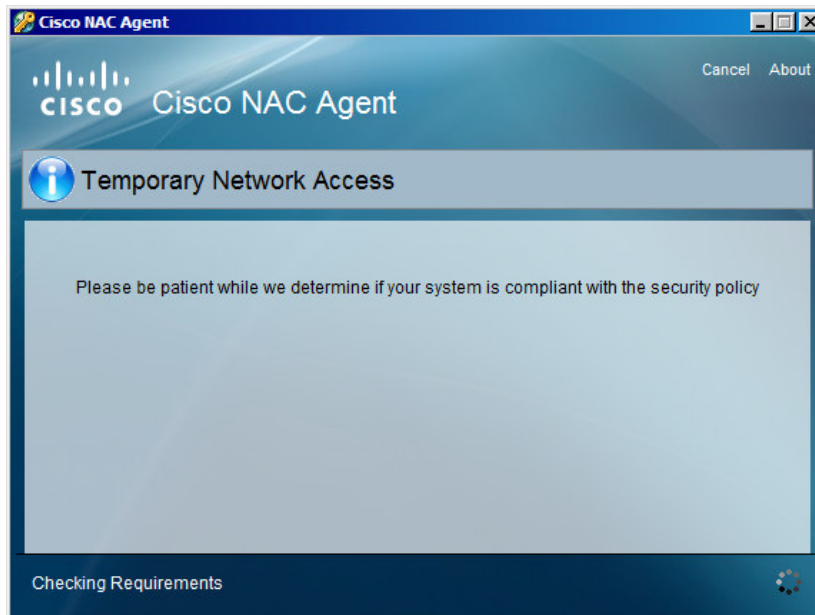 Cisco NAC Agent
Cancel About
CISCO Cisco NAC Agent
Temporary Network Access
Please be patient while we determine if your system is compliant with the security policy
Checking Requirements